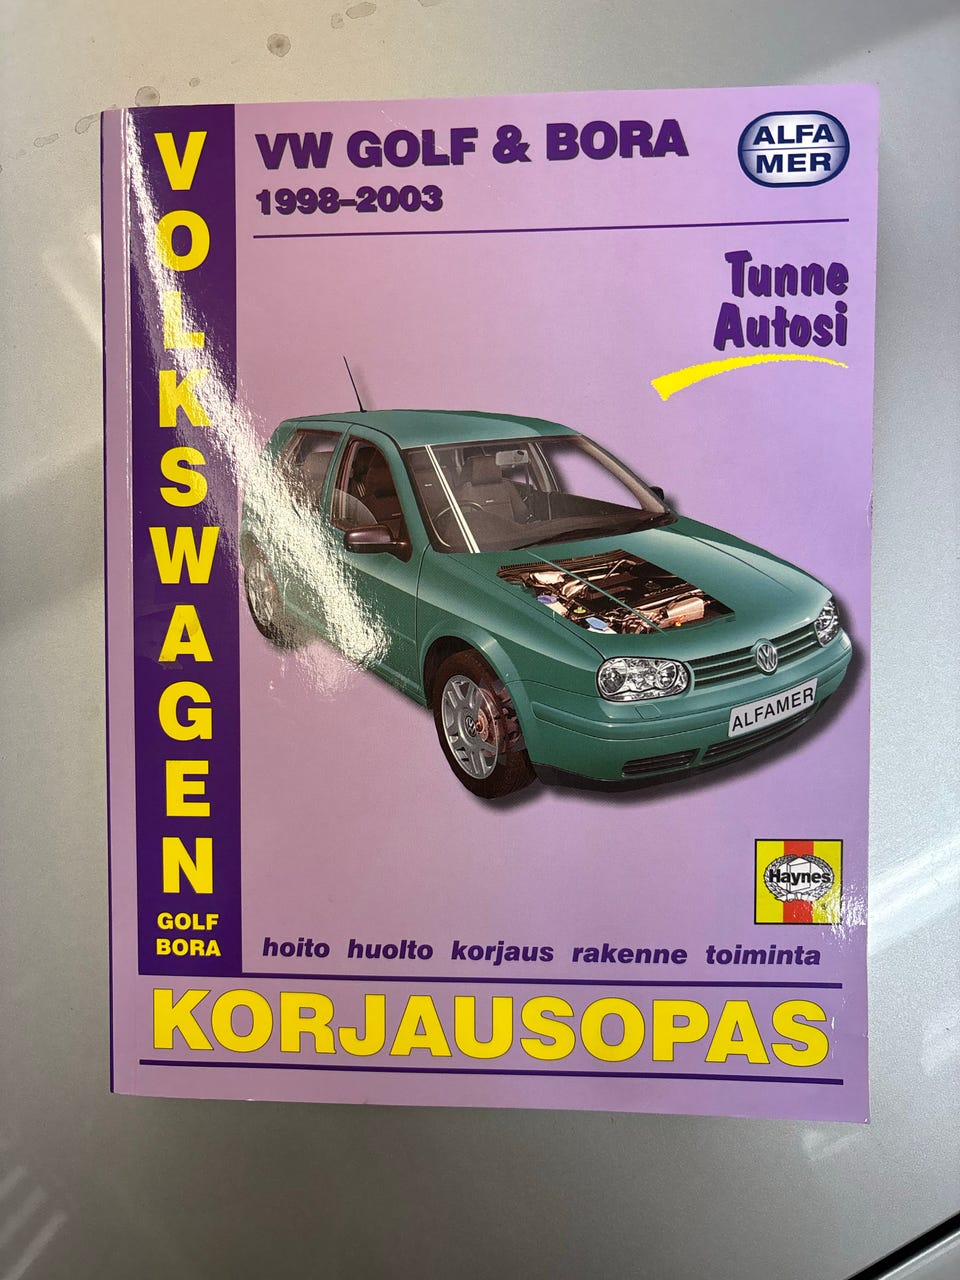 VOLKSWAGEN
GOLF
BORA
VW GOLF & BORA
1998-2003
ALFA
MER
Tunne
Autosi
ALFAMER
Haynes
hoito huolto korjaus rakenne toiminta
KORJAUSOPAS